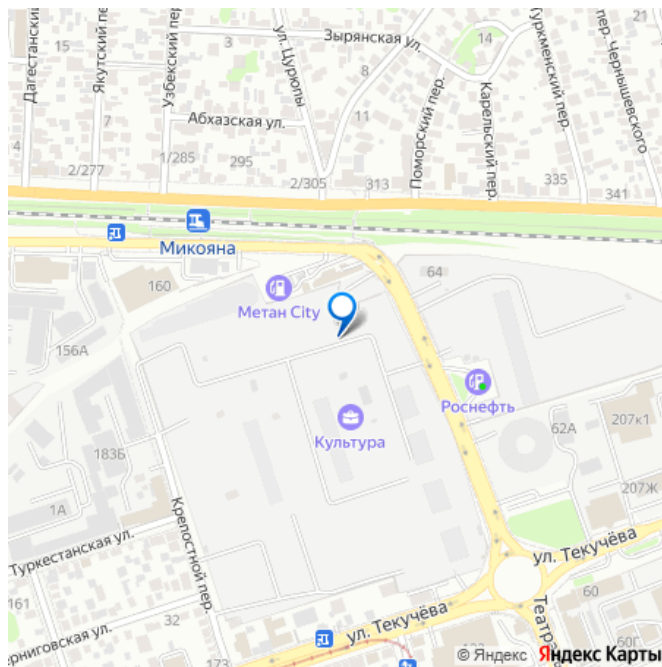 Дагестанский
15
Якутский пер.
Узбекский пер.
3
ул. Цурюпы
Зырянская ул.
14
Туркменский пер.
21
пер. Чернышевского
8
Карельский пер.
Поморский пер.
11
7
Абхазская ул.
4
2/277
1/285
295
2/305
313
335
341
Микояна
160
Метан City
64
156А
Роснефть
207к1
62А
Культура
183Б
207Ж
1А
Крепостной пер.
Туркестанская ул.
ул. Текучёва
161
60
32
ул. Текучёва
Театра
60Г
рниговская ул.
173
© Яндекс Яндекс Карты